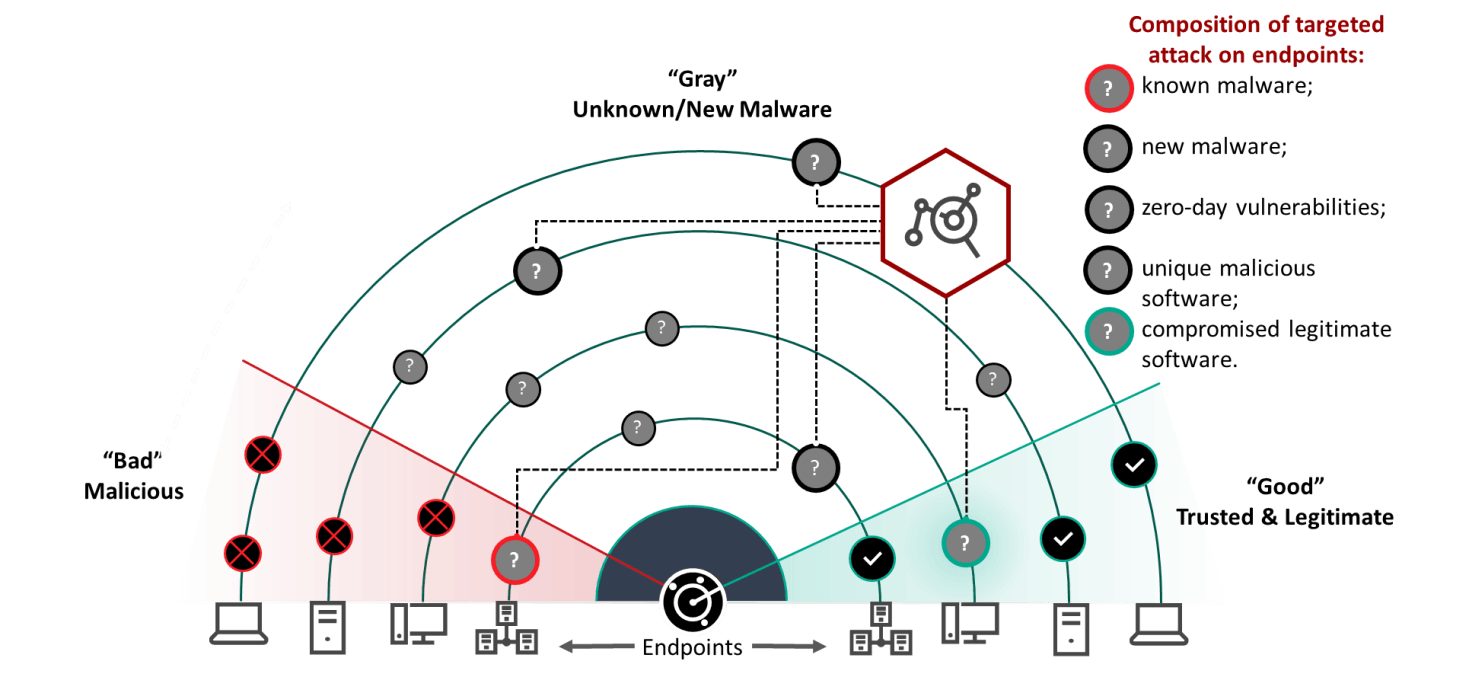 Composition of targeted
attack on endpoints:
? known malware;
? new malware;
? zero-day vulnerabilities;
? unique malicious
software;
? compromised legitimate
software.
“Gray”
Unknown/New Malware
?
?
?
?
?
?
?
?
“Bad”
Malicious
“Good”
Trusted & Legitimate
?
?
Endpoints